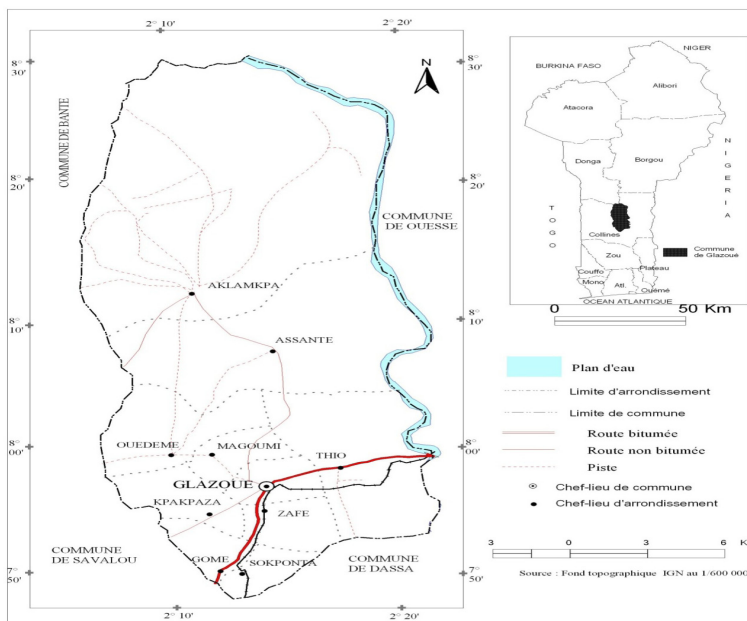 2° 10'
2° 20'
8° 30'
8° 30'
N
COMMUNE DE BANTE
8° 20'
8° 20'
COMMUNE
DE OUESSE
AKLAMKPA
8° 10'
8° 10'
ASSANTE
8° 00'
8° 00'
OUEDEME
MAGOUMI
THIO
GLAZOUE
KPAKPAZA
ZAFE
COMMUNE
DE SAVALOU
GOME
SOKPONTA
COMMUNE
DE DASSA
7° 50'
7° 50'
2° 10'
2° 20'
NIGER
BURKINA FASO
Alibori
Atacora
Donga
Borgou
NIGERIA
TOGO
Collines
Commune
de Glazoué
Zou
Plateau
Couffo
Mono
Atl.
Ouémé
OCEAN ATLANTIQUE
0 50 Km
Plan d'eau
Limite d'arrondissement
Limite de commune
Route bitumée
Route non bitumée
Piste
Chef-lieu de commune
Chef-lieu d'arrondissement
3 0 3 6 K
Source : Fond topographique IGN au 1/600 000